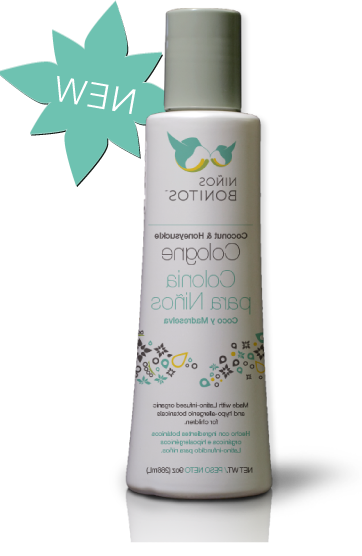 NEW
NIÑOS
BONITOS™
Coconut & Honeysuckle
Cologne
Colonia
para Niños
Coco y Madreselva
Made with Latino-infused organic
and hypo-allergenic botanicals
for children.
Hecho con ingredientes botánicos
orgánicos e hipoalergénicos
Latino-infundido para niños.
NET WT. / PESO NETO 9oz (266mL)